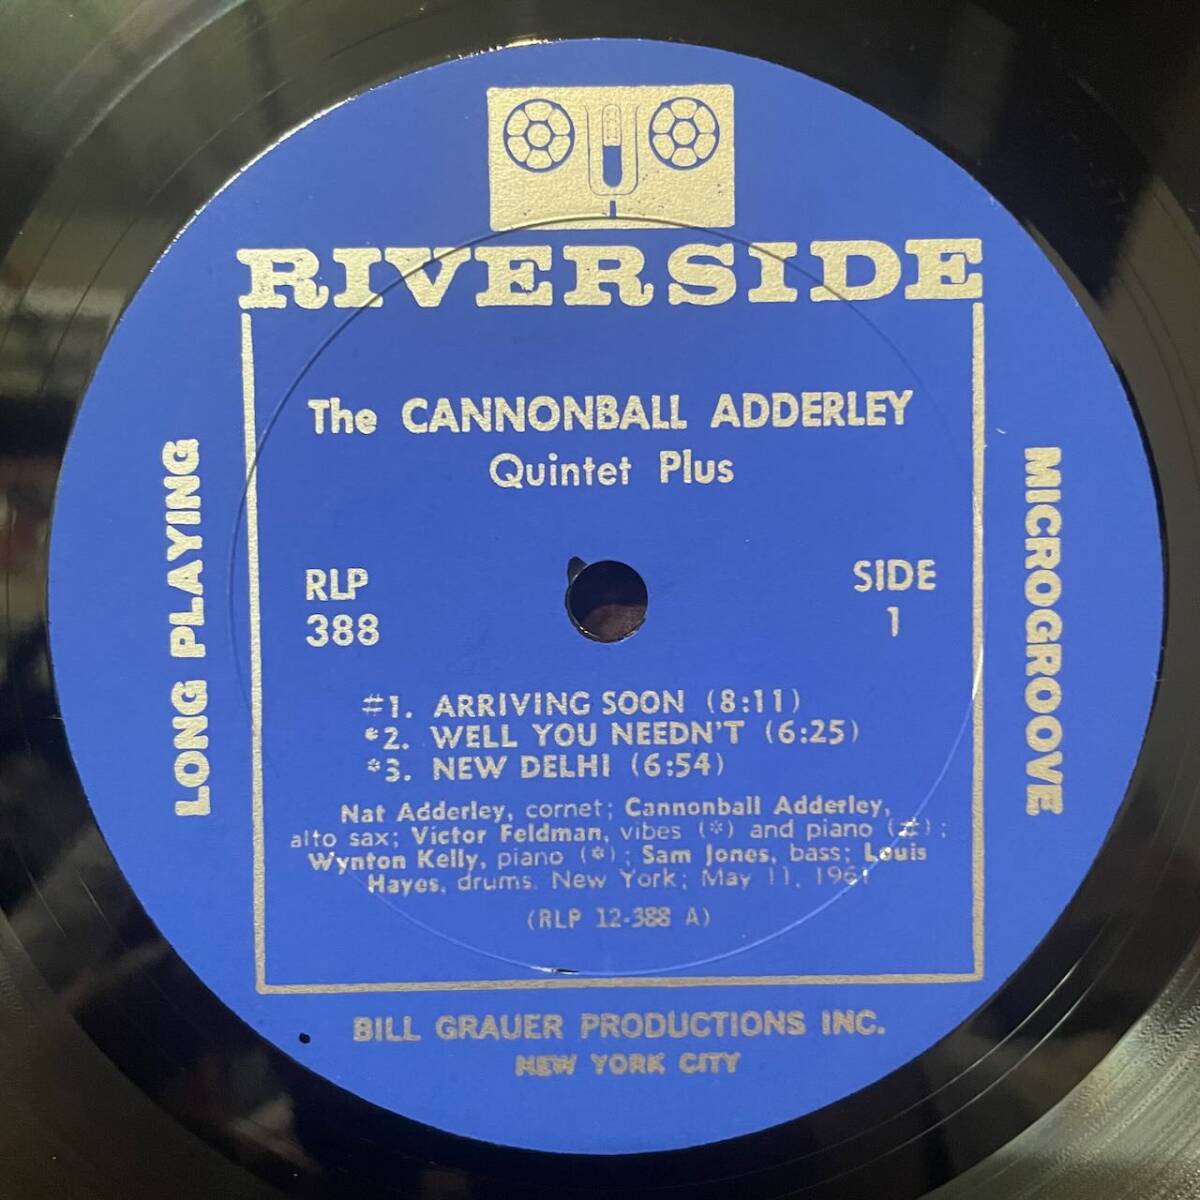 RIVERSIDE
The CANNONBALL ADDERLEY
Quintet Plus
LONG PLAYING
MICROGROOVE
RLP
388
SIDE
1
#1. ARRIVING SOON (8:11)
*2. WELL YOU NEEDN'T (6:25)
*3. NEW DELHI (6:54)
Nat Adderley, cornet; Cannonball Adderley,
alto sax; Victor Feldman, vibes (*) and piano (#);
Wynton Kelly, piano (*); Sam Jones, bass; Louis
Hayes, drums. New York; May 11, 1961
(RLP 12-388 A)
BILL GRAUER PRODUCTIONS INC.
NEW YORK CITY